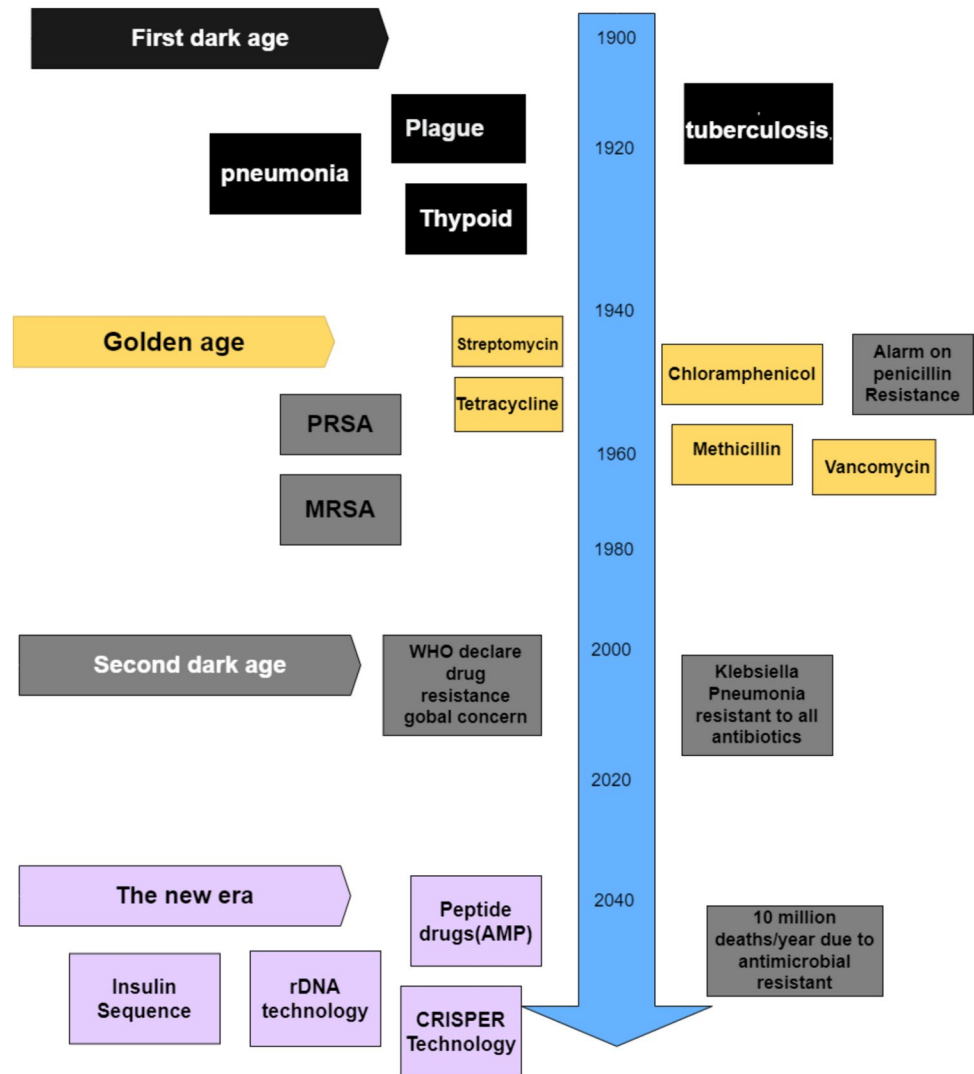 First dark age
1900
Plague
tuberculosis,
1920
pneumonia
Thypoid
1940
Golden age
Streptomycin
Chloramphenicol
Alarm on
penicillin
Resistance
Tetracycline
PRSA
1960
Methicillin
Vancomycin
MRSA
1980
Second dark age
WHO declare
drug
resistance
gobal concern
2000
Klebsiella
Pneumonia
resistant to all
antibiotics
2020
The new era
Peptide
drugs(AMP)
2040
10 million
deaths/year due to
antimicrobial
resistant
Insulin
Sequence
rDNA
technology
CRISPER
Technology